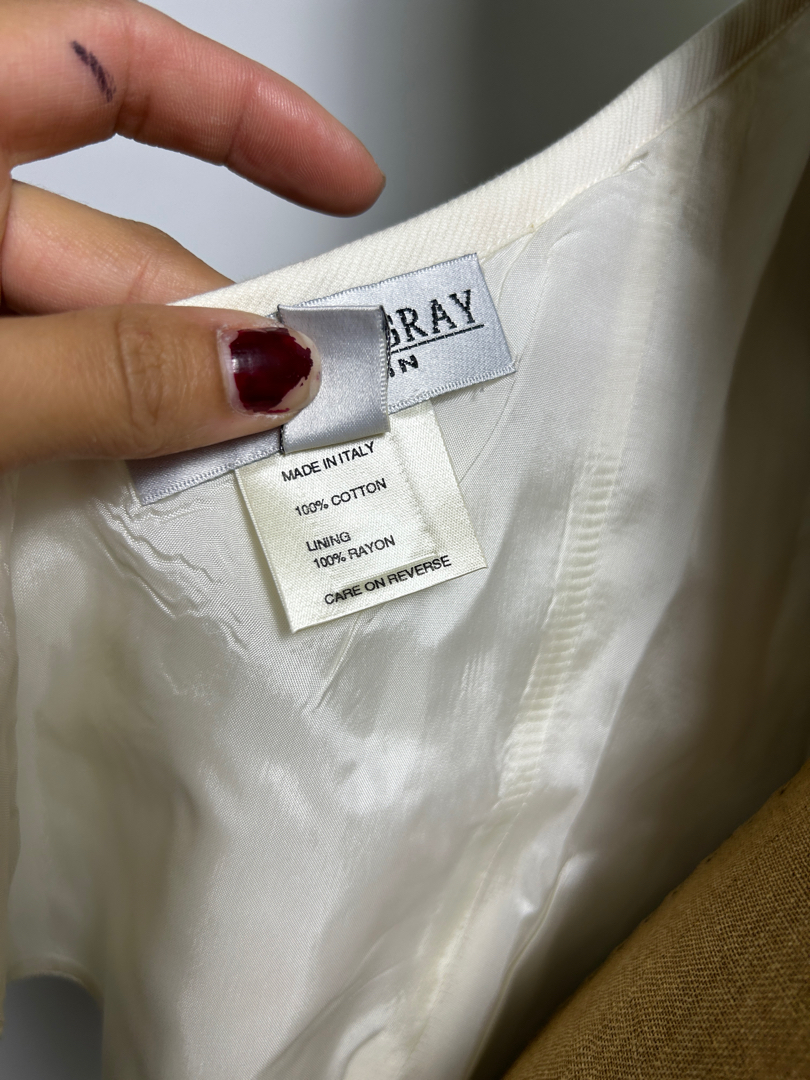 GRAY
MADE IN ITALY
100% COTTON
LINING
100% RAYON
CARE ON REVERSE